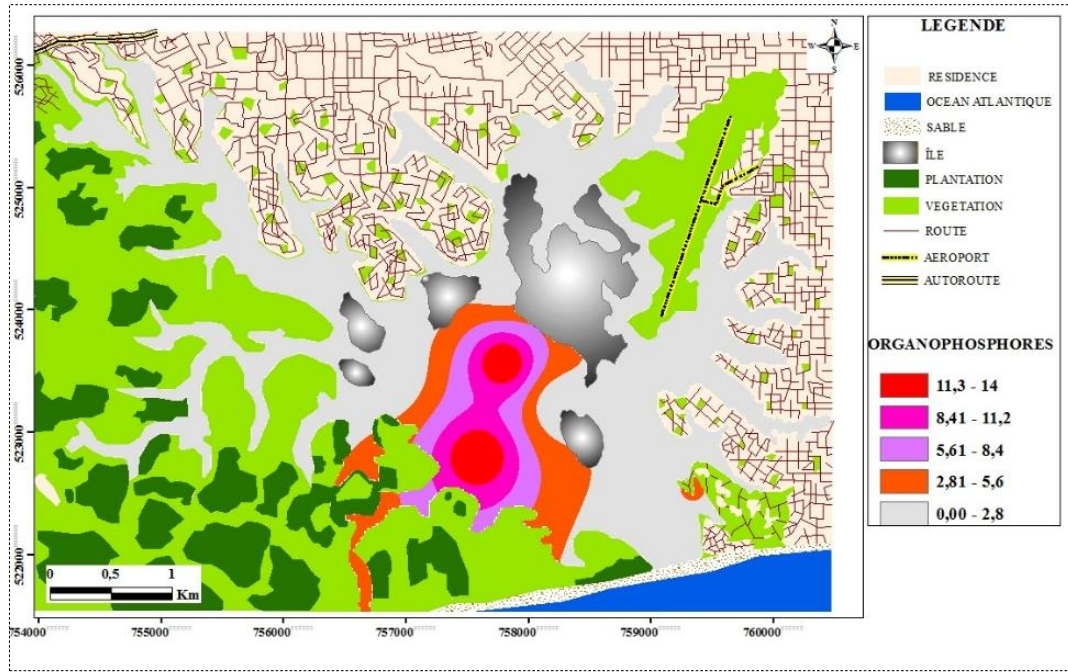 N
W E
S
526000
525000
524000
523000
522000
0 0,5 1
Km
754000 755000 756000 757000 758000 759000 760000
LEGENDE
RESIDENCE
OCEAN ATLANTIQUE
SABLE
ÎLE
PLANTATION
VEGETATION
ROUTE
AEROPORT
AUTOROUTE
ORGANOPHOSPHORES
11,3 - 14
8,41 - 11,2
5,61 - 8,4
2,81 - 5,6
0,00 - 2,8